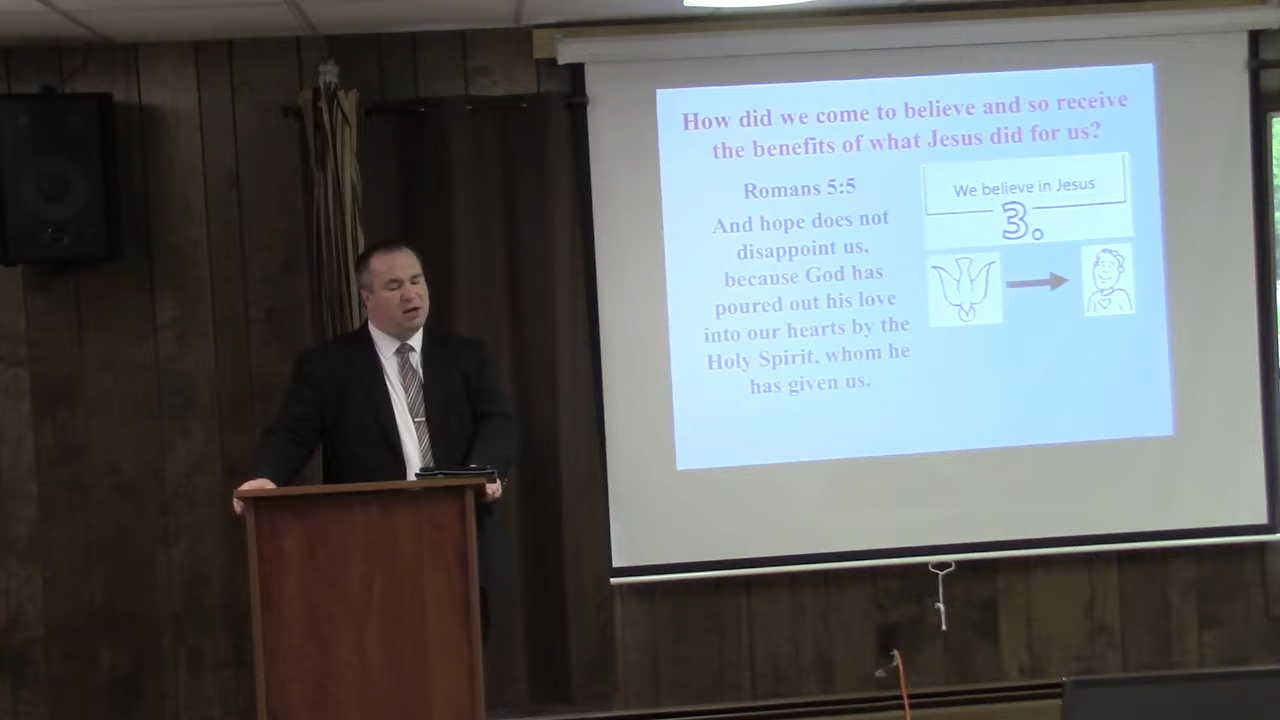 How did we come to believe and so receive
the benefits of what Jesus did for us?
Romans 5:5
And hope does not
disappoint us,
because God has
poured out his love
into our hearts by the
Holy Spirit, whom he
has given us.
We believe in Jesus
3.